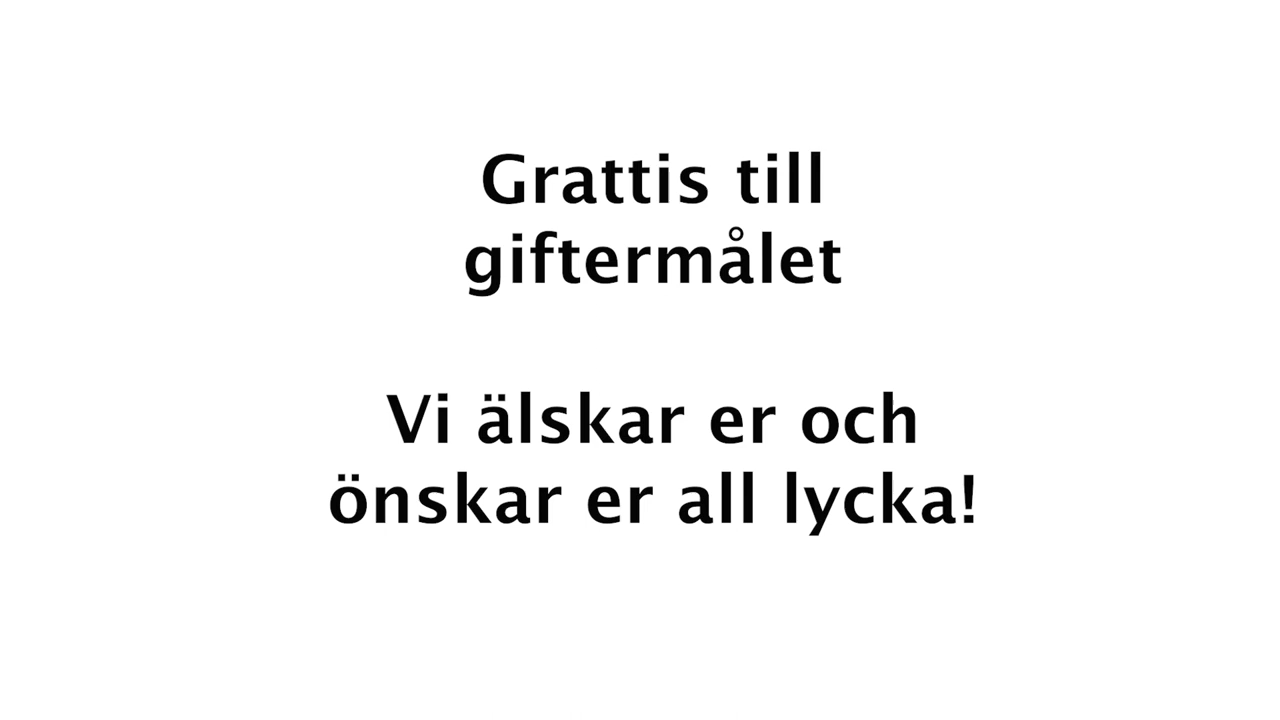 Grattis till
giftermålet
Vi älskar er och
önskar er all lycka!